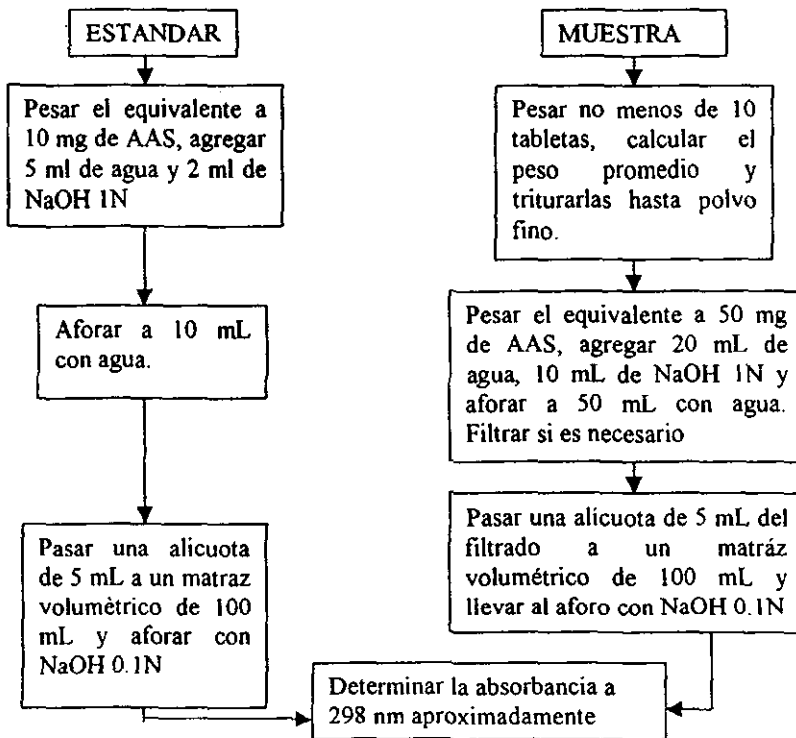 ESTANDAR
Pesar el equivalente a
10 mg de AAS, agregar
5 ml de agua y 2 ml de
NaOH 1N
Aforar a 10 mL
con agua.
Pasar una alicuota
de 5 mL a un matraz
volumètrico de 100
mL y aforar con
NaOH 0.1N
MUESTRA
Pesar no menos de 10
tabletas, calcular el
peso promedio y
triturarlas hasta polvo
fino.
Pesar el equivalente a 50 mg
de AAS, agregar 20 mL de
agua, 10 mL de NaOH 1N y
aforar a 50 mL con agua.
Filtrar si es necesario
Pasar una alicuota de 5 mL del
filtrado a un matráz
volumétrico de 100 mL y
llevar al aforo con NaOH 0.1N
Determinar la absorbancia a
298 nm aproximadamente